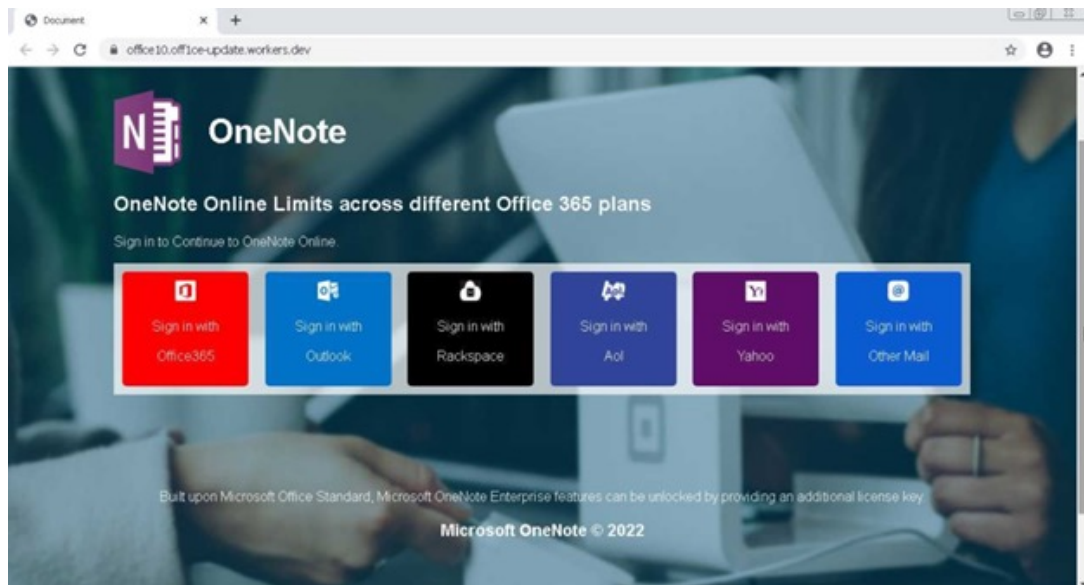 Document
office10.off1ce-update.workers.dev
N
OneNote
OneNote Online Limits across different Office 365 plans
Sign in to Continue to OneNote Online.
Sign in with
Office365
Sign in with
Outlook
Sign in with
Rackspace
Aol
Sign in with
Aol
Y!
Sign in with
Yahoo
@
Sign in with
Other Mail
Built upon Microsoft Office Standard, Microsoft OneNote Enterprise features can be unlocked by providing an additional license key.
Microsoft OneNote © 2022